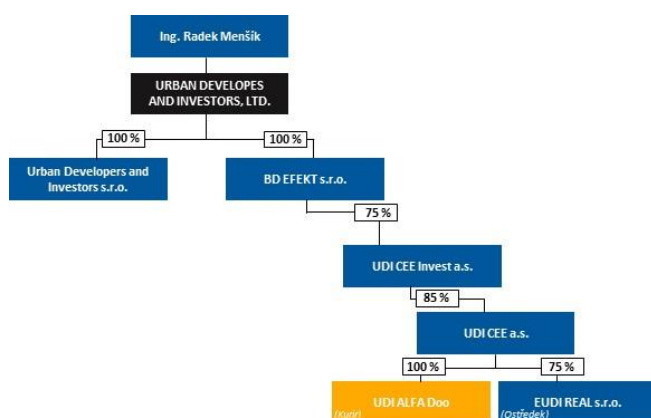 Ing. Radek Menšík
URBAN DEVELOPES
AND INVESTORS, LTD.
100 %
100 %
Urban Developers and
Investors s.r.o.
BD EFEKT s.r.o.
75 %
UDI CEE Invest a.s.
85 %
UDI CEE a.s.
100 %
75 %
UDI ALFA Doo
(Kurir)
EUDI REAL s.r.o.
(Ostředek)